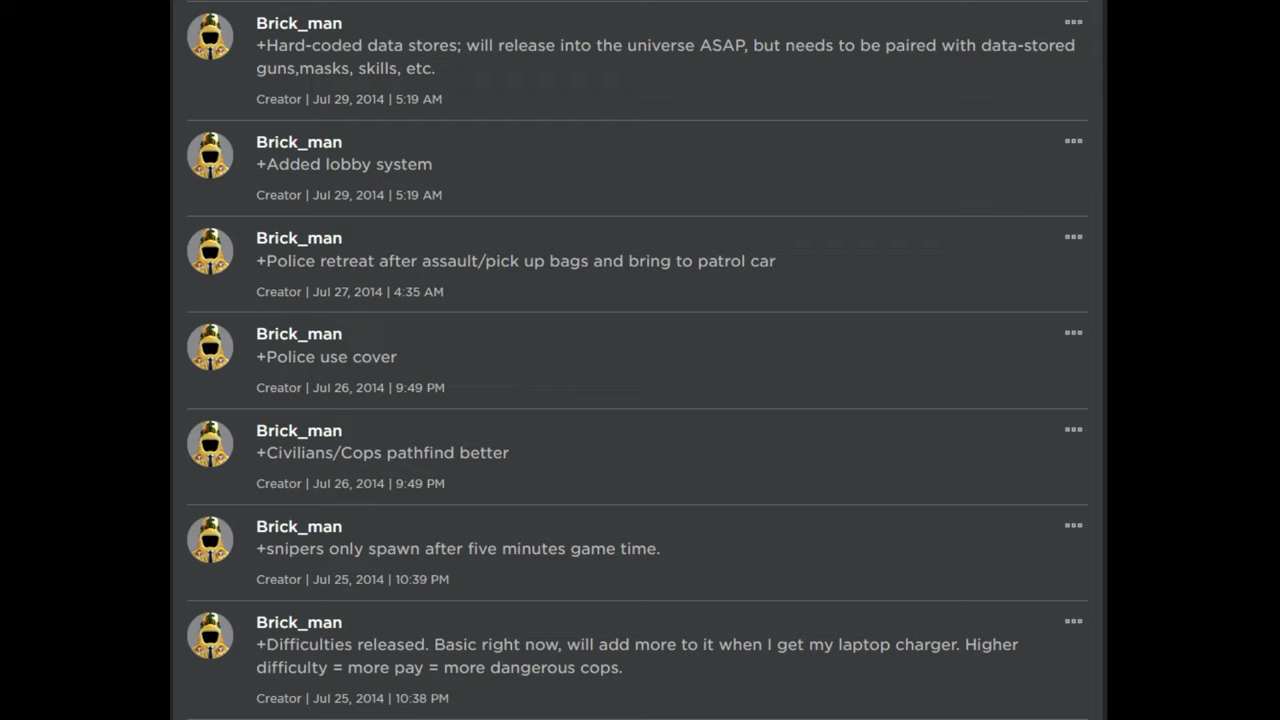 Brick_man
+Hard-coded data stores; will release into the universe ASAP, but needs to be paired with data-stored
guns,masks, skills, etc.
Creator | Jul 29, 2014 | 5:19 AM
Brick_man
+Added lobby system
Creator | Jul 29, 2014 | 5:19 AM
Brick_man
+Police retreat after assault/pick up bags and bring to patrol car
Creator | Jul 27, 2014 | 4:35 AM
Brick_man
+Police use cover
Creator | Jul 26, 2014 | 9:49 PM
Brick_man
+Civilians/Cops pathfind better
Creator | Jul 26, 2014 | 9:49 PM
Brick_man
+snipers only spawn after five minutes game time.
Creator | Jul 25, 2014 | 10:39 PM
Brick_man
+Difficulties released. Basic right now, will add more to it when I get my laptop charger. Higher
difficulty = more pay = more dangerous cops.
Creator | Jul 25, 2014 | 10:38 PM